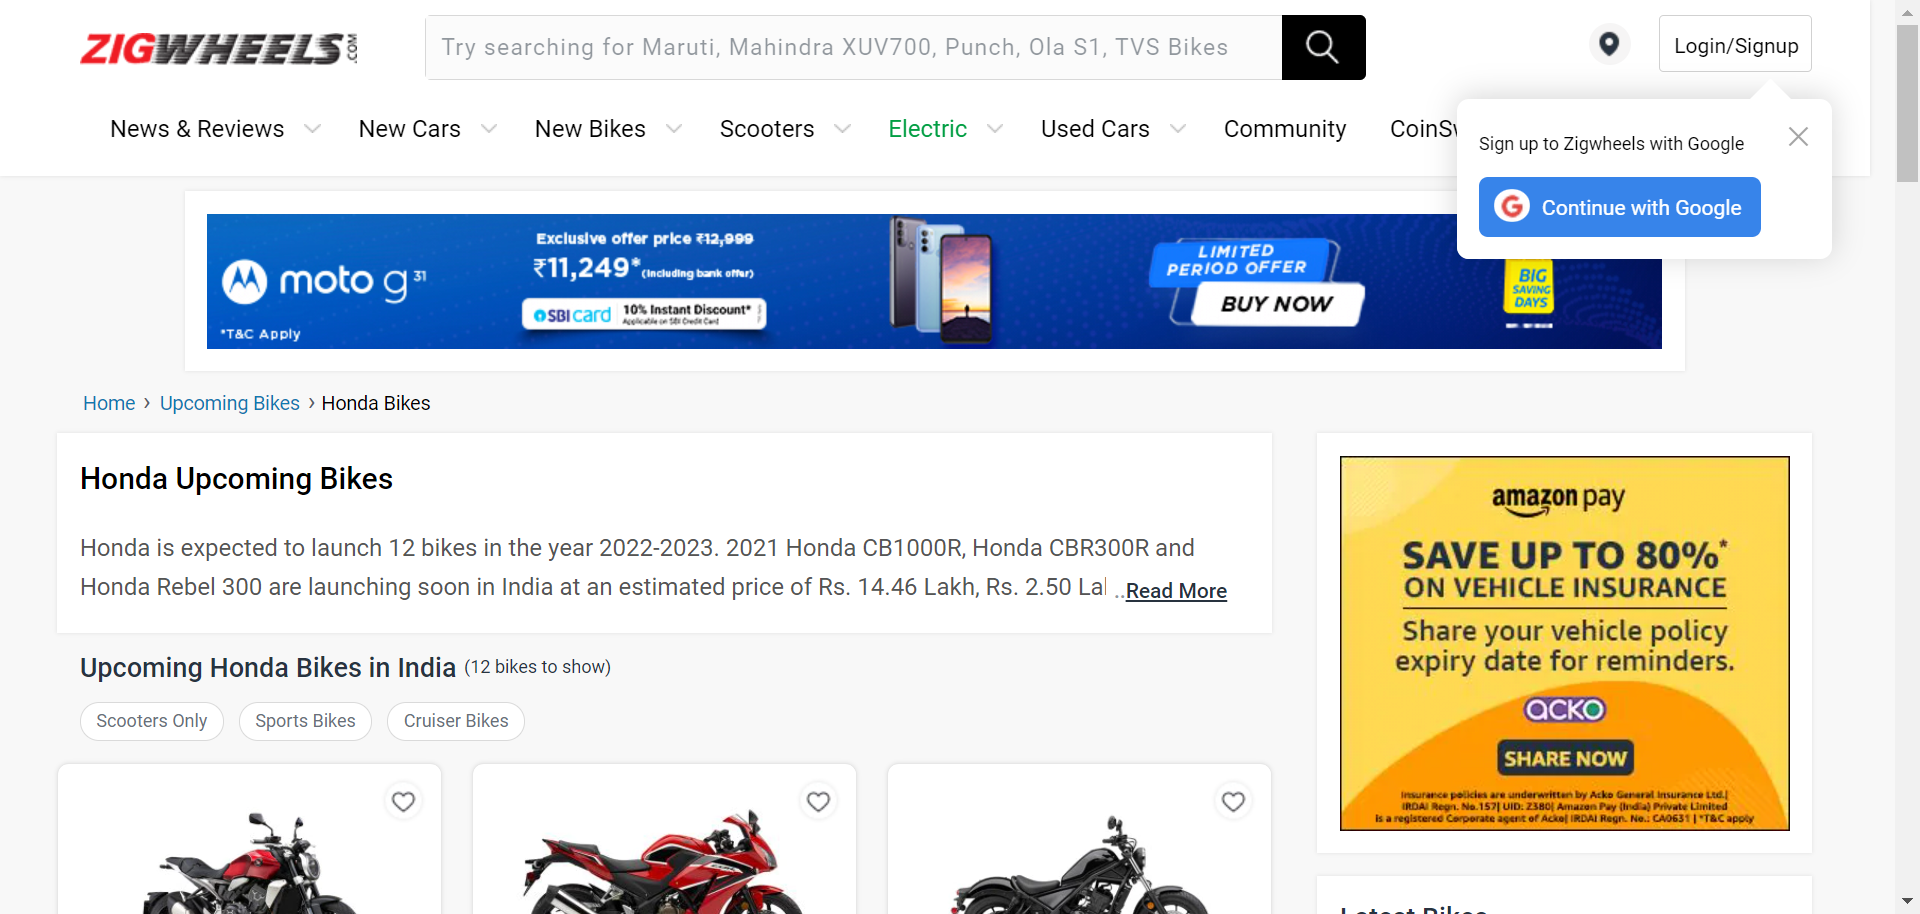 ZIGWHEELS.COM
Try searching for Maruti, Mahindra XUV700, Punch, Ola S1, TVS Bikes
Login/Signup
News & Reviews
New Cars
New Bikes
Scooters
Electric
Used Cars
Community
CoinSw
Sign up to Zigwheels with Google
Continue with Google
moto g31
*T&C Apply
Exclusive offer price ₹12,999
₹11,249* (Including bank offer)
SBI card
10% Instant Discount*
Applicable on SBI Credit Card
LIMITED
PERIOD OFFER
BUY NOW
BIG
SAVING
DAYS
Home › Upcoming Bikes › Honda Bikes
Honda Upcoming Bikes
Honda is expected to launch 12 bikes in the year 2022-2023. 2021 Honda CB1000R, Honda CBR300R and
Honda Rebel 300 are launching soon in India at an estimated price of Rs. 14.46 Lakh, Rs. 2.50 Lal ..Read More
Upcoming Honda Bikes in India (12 bikes to show)
Scooters Only
Sports Bikes
Cruiser Bikes
amazon pay
SAVE UP TO 80%*
ON VEHICLE INSURANCE
Share your vehicle policy
expiry date for reminders.
acko
SHARE NOW
Insurance policies are underwritten by Acko General Insurance Ltd.|
IRDAI Regn. No.157| UID: 2380| Amazon Pay (India) Private Limited
is a registered Corporate agent of Acko| IRDAI Regn. No.: CA0631 | *T&C apply
Latest Bikes